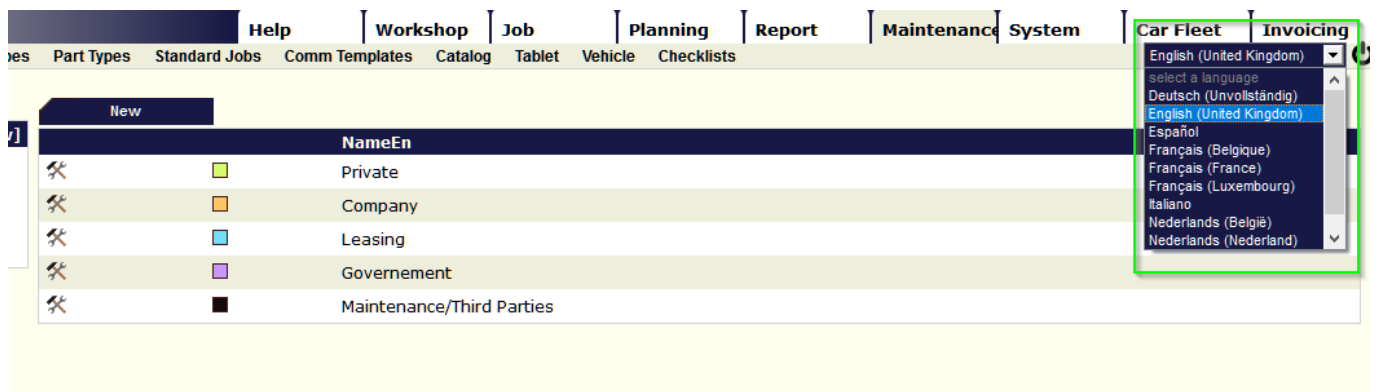 Help Workshop Job Planning Report Maintenance System Car Fleet Invoicing
Part Types Standard Jobs Comm Templates Catalog Tablet Vehicle Checklists English (United Kingdom)
select a language
Deutsch (Unvollständig)
English (United Kingdom)
Español
Français (Belgique)
Français (France)
Français (Luxembourg)
Italiano
Nederlands (België)
Nederlands (Nederland)
New
NameEn
Private
Company
Leasing
Governement
Maintenance/Third Parties